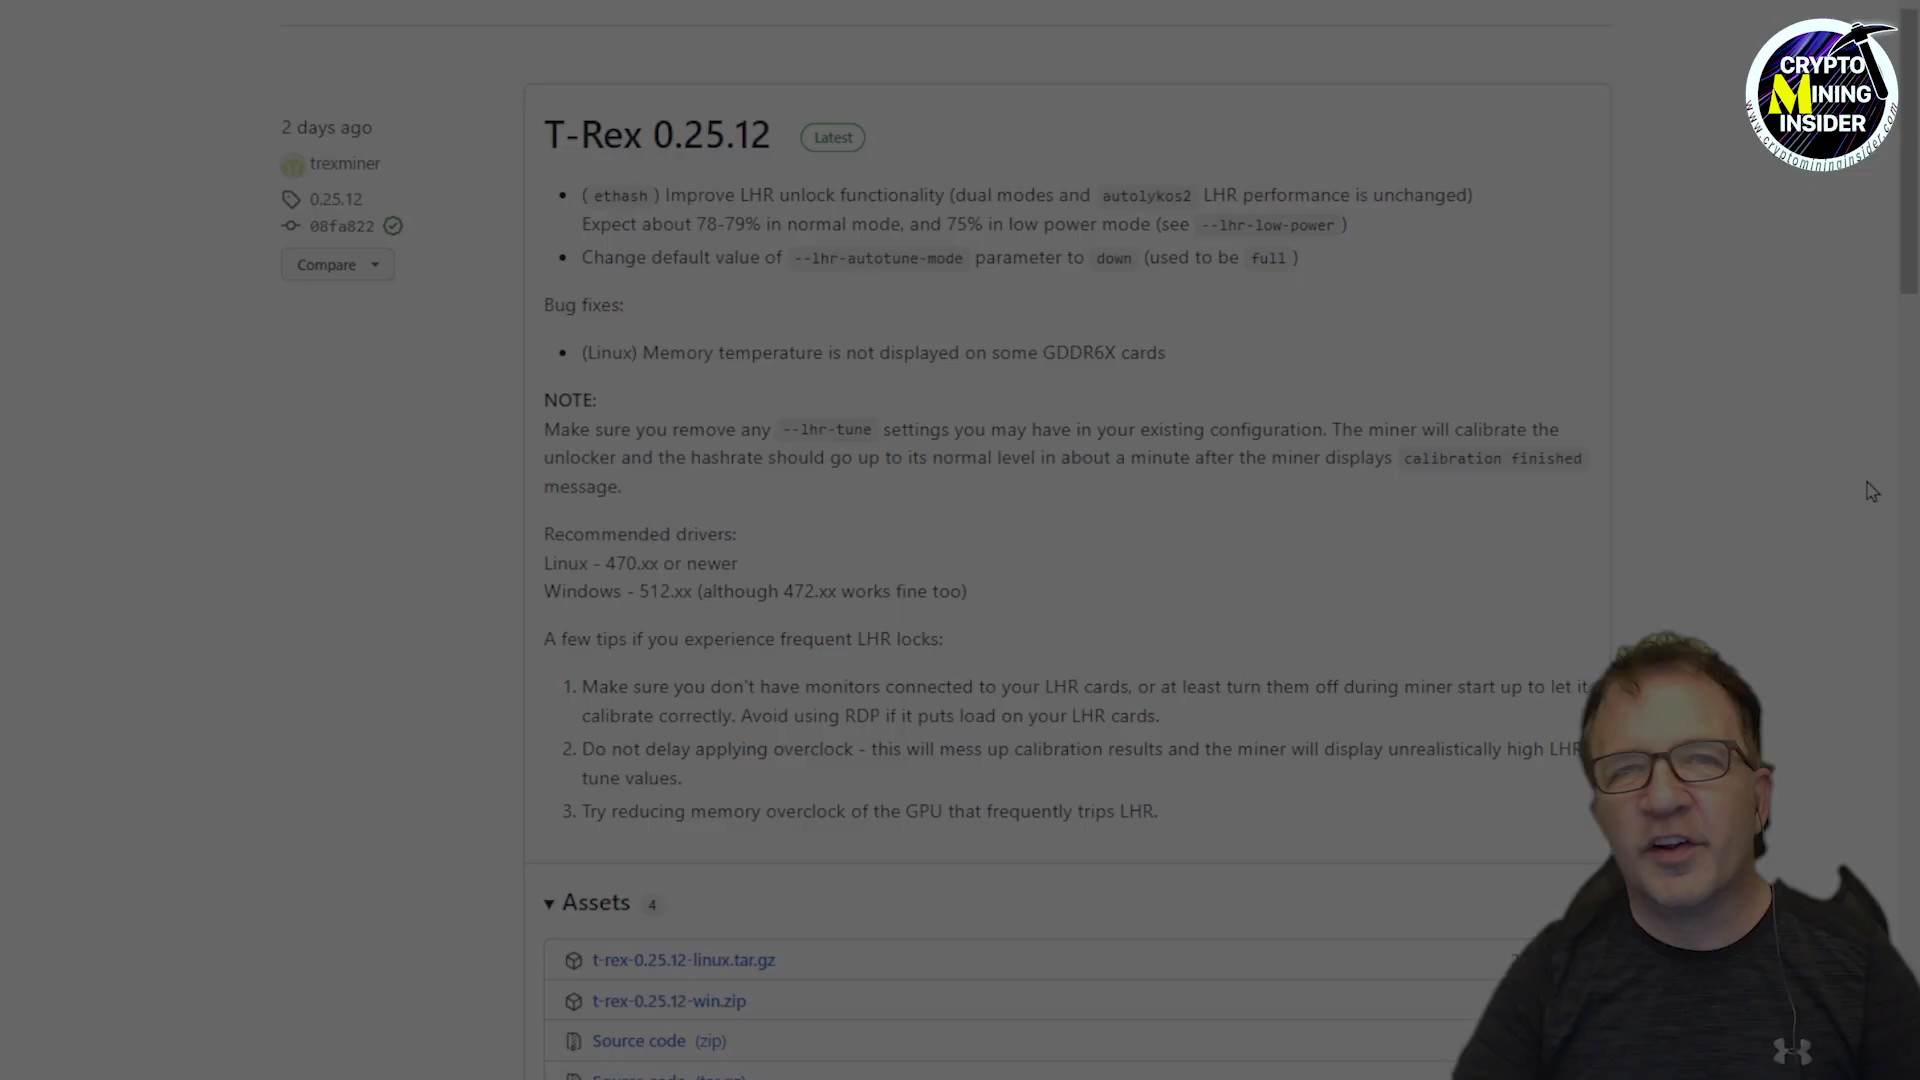 CRYPTO
MINING
INSIDER
www.cryptomininginsider.com
2 days ago
trexminer
0.25.12
08fa822
Compare
T-Rex 0.25.12 Latest
( ethash ) Improve LHR unlock functionality (dual modes and autolykos2 LHR performance is unchanged)
Expect about 78-79% in normal mode, and 75% in low power mode (see --lhr-low-power )
Change default value of --lhr-autotune-mode parameter to down (used to be full )
Bug fixes:
(Linux) Memory temperature is not displayed on some GDDR6X cards
NOTE:
Make sure you remove any --lhr-tune settings you may have in your existing configuration. The miner will calibrate the
unlocker and the hashrate should go up to its normal level in about a minute after the miner displays calibration finished
message.
Recommended drivers:
Linux - 470.xx or newer
Windows - 512.xx (although 472.xx works fine too)
A few tips if you experience frequent LHR locks:
1. Make sure you don't have monitors connected to your LHR cards, or at least turn them off during miner start up to let it
calibrate correctly. Avoid using RDP if it puts load on your LHR cards.
2. Do not delay applying overclock - this will mess up calibration results and the miner will display unrealistically high LHR
tune values.
3. Try reducing memory overclock of the GPU that frequently trips LHR.
Assets 4
t-rex-0.25.12-linux.tar.gz
t-rex-0.25.12-win.zip
Source code (zip)